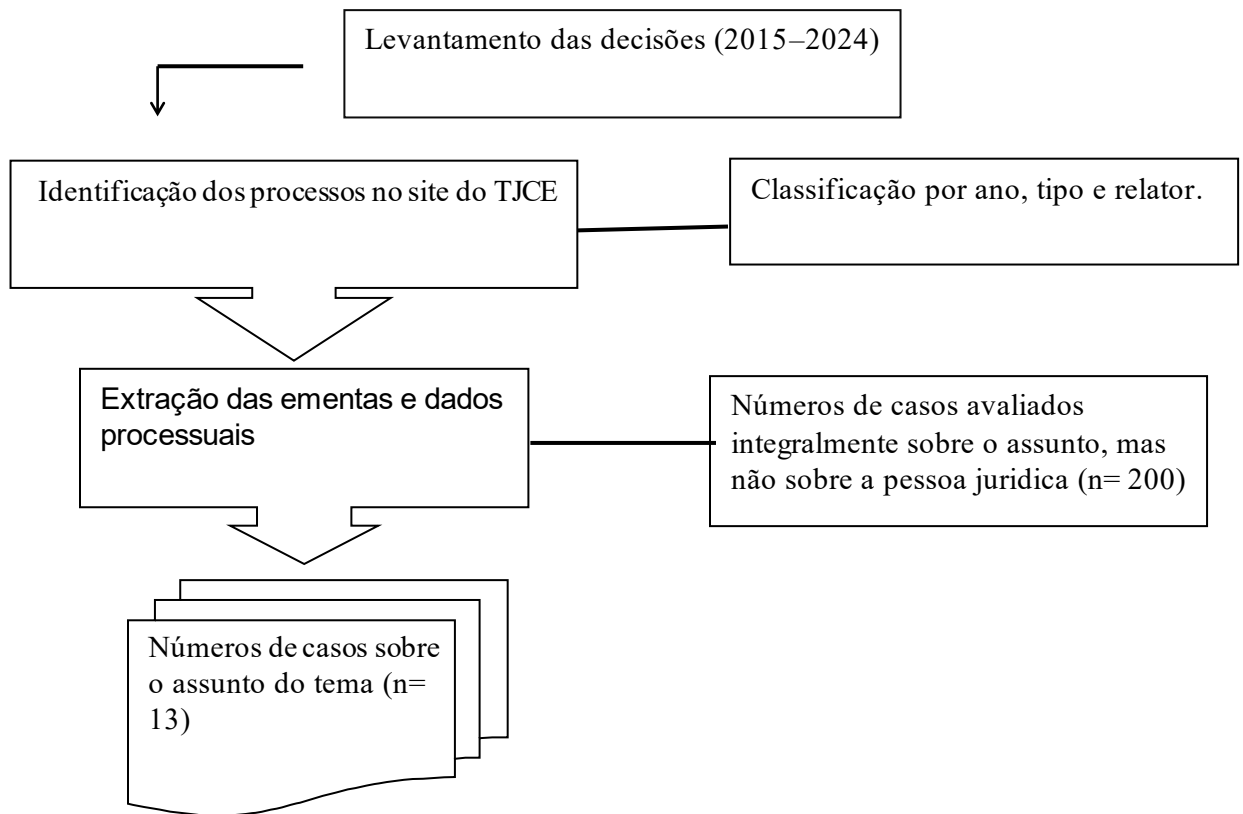 Levantamento das decisões (2015–2024)
Identificação dos processos no site do TJCE
Classificação por ano, tipo e relator.
Extração das ementas e dados
processuais
Números de casos avaliados
integralmente sobre o assunto, mas
não sobre a pessoa juridica (n= 200)
Números de casos sobre
o assunto do tema (n=
13)